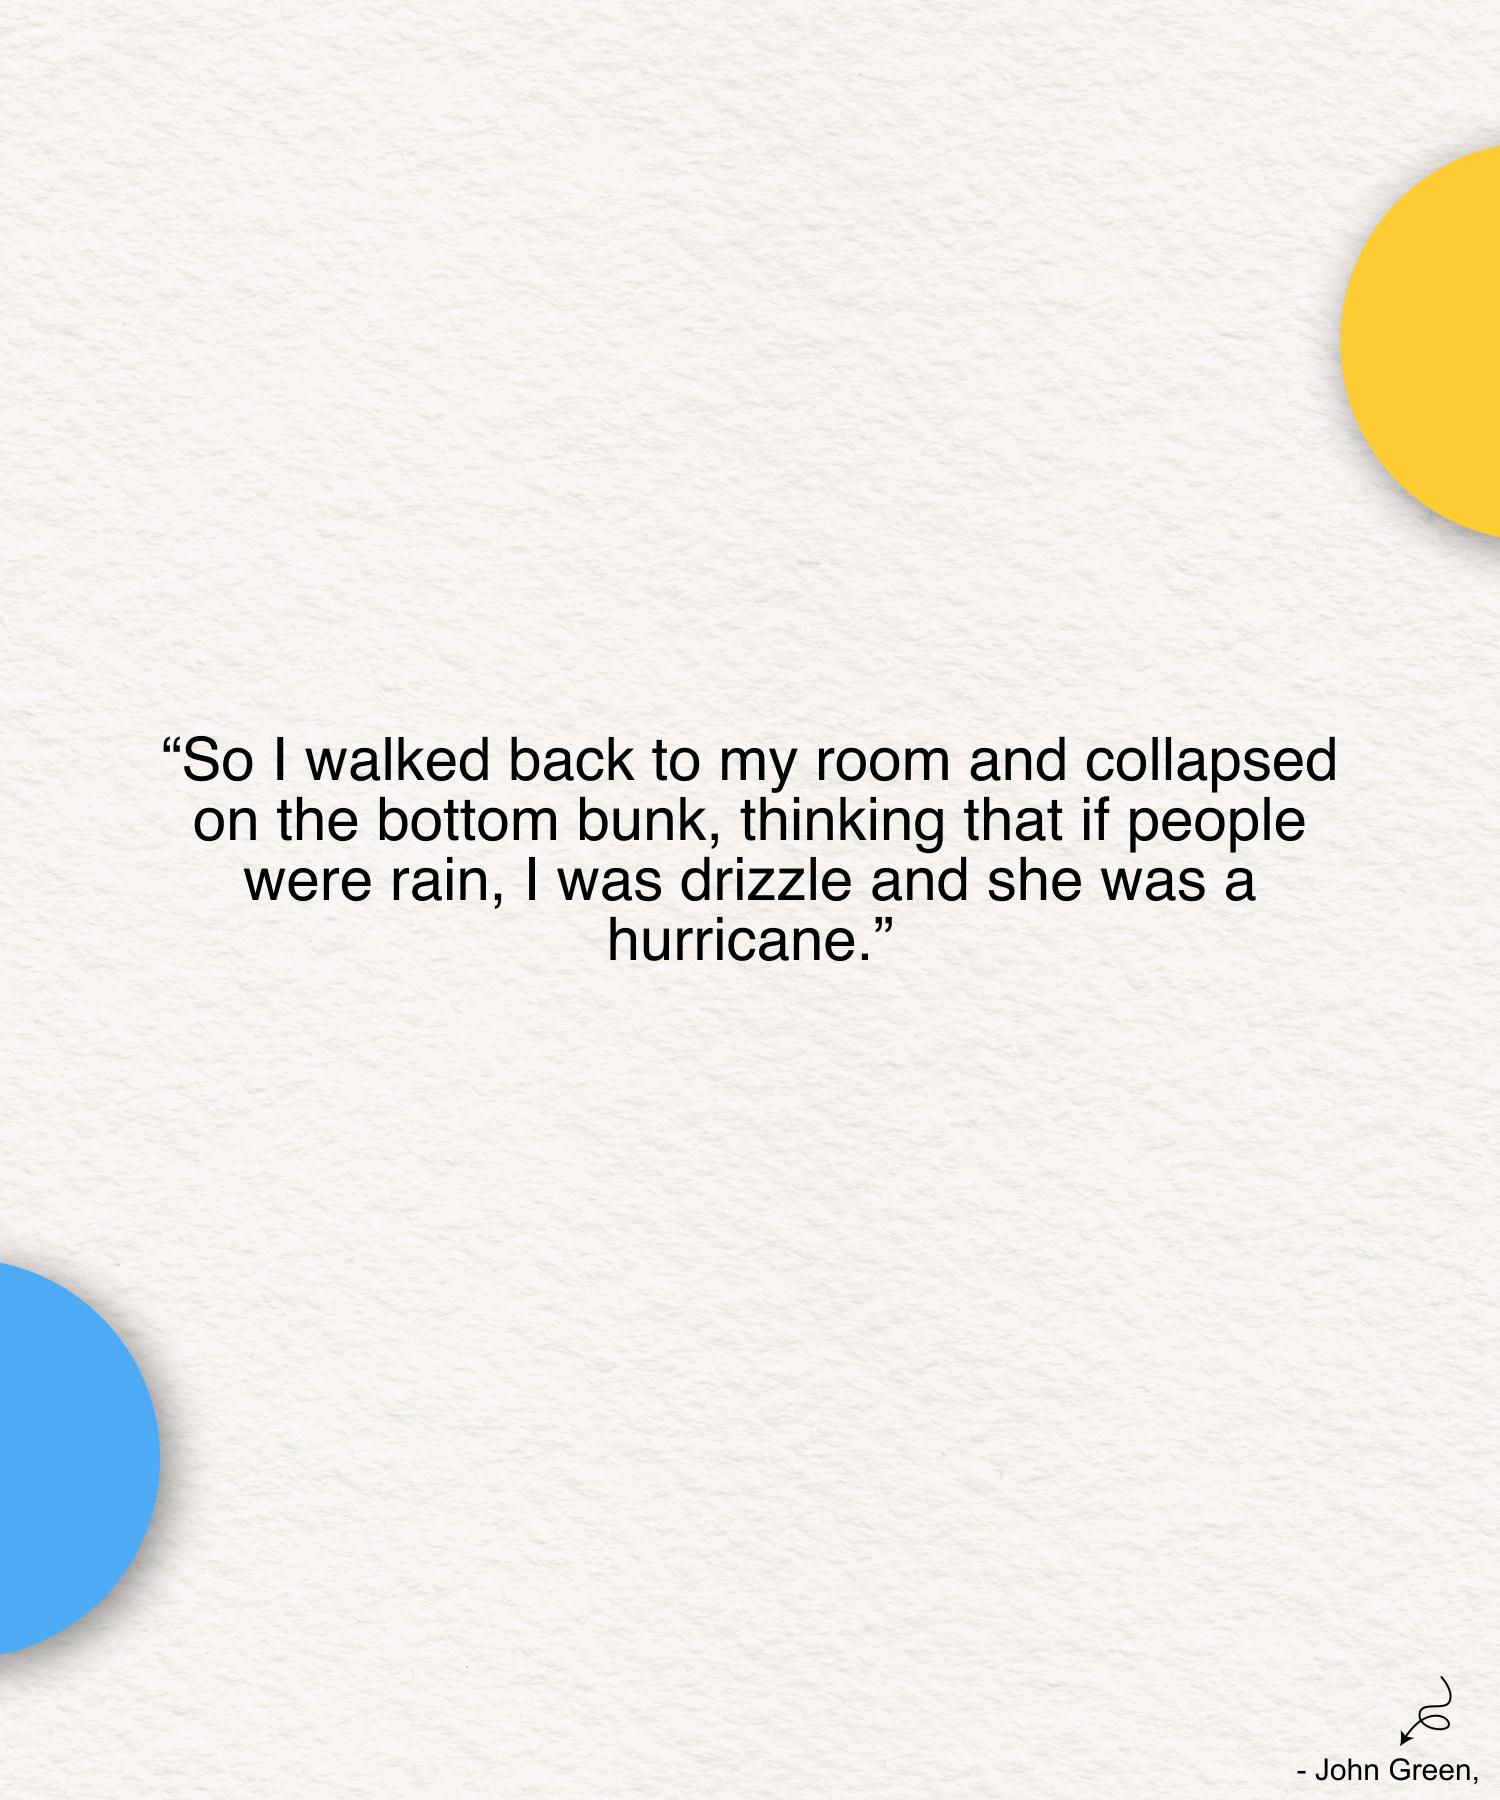 “So I walked back to my room and collapsed
on the bottom bunk, thinking that if people
were rain, I was drizzle and she was a
hurricane.”
- John Green,